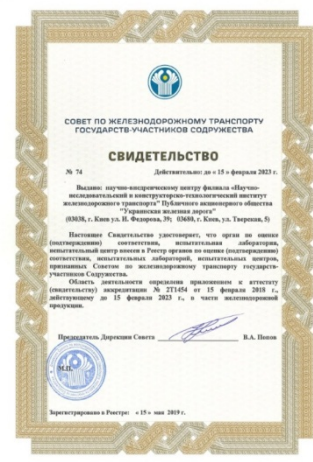 СОВЕТ ПО ЖЕЛЕЗНОДОРОЖНОМУ ТРАНСПОРТУ
ГОСУДАРСТВ-УЧАСТНИКОВ СОДРУЖЕСТВА
СВИДЕТЕЛЬСТВО
№ 74 Действительно: до « 15 » февраля 2023 г.
Выдано: научно-внедренческому центру филиала «Научно-
исследовательский и конструкторско-технологический институт
железнодорожного транспорта" Публичного акционерного общества
"Украинская железная дорога"
(03038, г. Киев ул. И. Федорова, 39; 03680, г. Киев, ул. Тверская, 5)
Настоящее Свидетельство удостоверяет, что орган по оценке
(подтверждению) соответствия, испытательная лаборатория,
испытательный центр внесен в Реестр органов по оценке (подтверждению)
соответствия, испытательных лабораторий, испытательных центров,
признанных Советом по железнодорожному транспорту государств-
участников Содружества.
Область деятельности определена приложением к аттестату
(свидетельству) аккредитации № 2Т1454 от 15 февраля 2018 г.,
действующему до 15 февраля 2023 г., о части железнодорожной
продукции.
Председатель Дирекции Совета В.А. Попов
М.П.
Зарегистрировано в Реестре: « 15 » мая 2019 г.